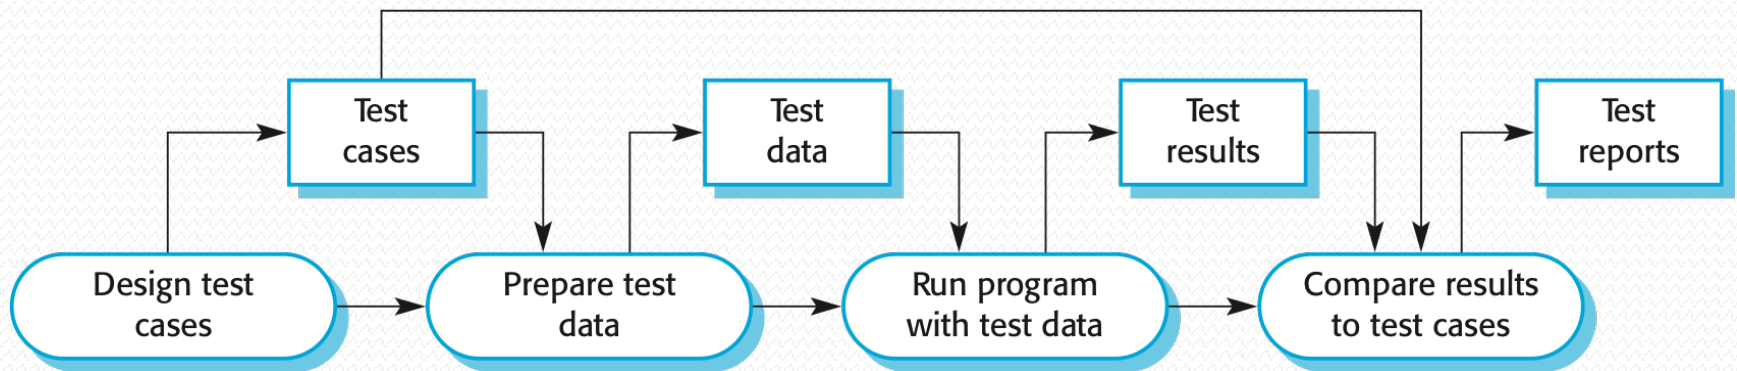 Test
cases
Test
data
Test
results
Test
reports
Design test
cases
Prepare test
data
Run program
with test data
Compare results
to test cases